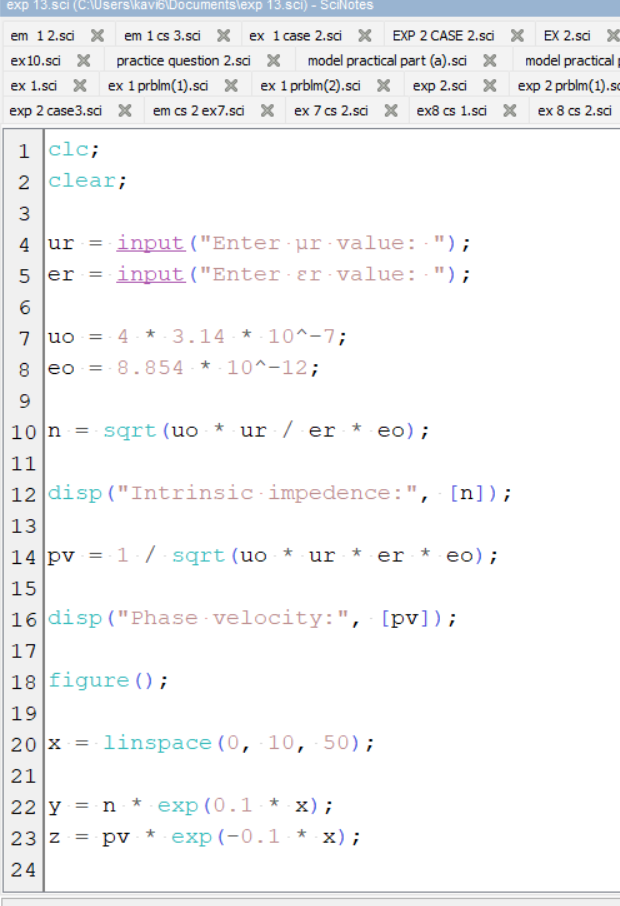 exp 13.sci (C:\Users\kavi6\Documents\exp 13.sci) - SciNotes
em 1 2.sci em 1 cs 3.sci ex 1 case 2.sci EXP 2 CASE 2.sci EX 2.sci
ex10.sci practice question 2.sci model practical part (a).sci model practical
ex 1.sci ex 1 prblm(1).sci ex 1 prblm(2).sci exp 2.sci exp 2 prblm(1).sc
exp 2 case3.sci em cs 2 ex7.sci ex 7 cs 2.sci ex8 cs 1.sci ex 8 cs 2.sci
1 clc;
2 clear;
3
4 ur = input("Enter μr value: ");
5 er = input("Enter εr value: ");
6
7 uo = 4 * 3.14 * 10^-7;
8 eo = 8.854 * 10^-12;
9
10 n = sqrt(uo * ur / er * eo);
11
12 disp("Intrinsic impedence:", [n]);
13
14 pv = 1 / sqrt(uo * ur * er * eo);
15
16 disp("Phase velocity:", [pv]);
17
18 figure();
19
20 x = linspace(0, 10, 50);
21
22 y = n * exp(0.1 * x);
23 z = pv * exp(-0.1 * x);
24